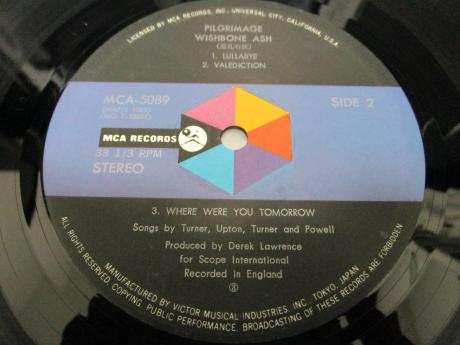 LICENSED BY MCA RECORDS, INC., UNIVERSAL CITY, CALIFORNIA, U.S.A.
PILGRIMAGE
WISHBONE ASH
1. LULLABYE
2. VALEDICTION
MCA-5089
SIDE 2
MCA RECORDS
33 1/3 RPM
STEREO
3. WHERE WERE YOU TOMORROW
Songs by Turner, Upton, Turner and Powell
Produced by Derek Lawrence
for Scope International
Recorded in England
MANUFACTURED BY VICTOR MUSICAL INDUSTRIES, INC. TOKYO, JAPAN
ALL RIGHTS RESERVED. COPYING, PUBLIC PERFORMANCE, BROADCASTING OF THESE RECORDS ARE FORBIDDEN